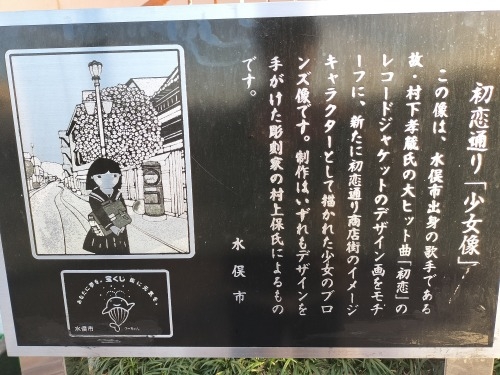 初恋通り「少女像」
この像は、水俣市出身の歌手である
故・村下孝蔵氏の大ヒット曲「初恋」の
レコードジャケットのデザイン画をモチ
ーフに、新たに初恋通り商店街のイメージ
キャラクターとして描かれた少女のブロ
ンズ像です。制作はいずれもデザインを
手がけた彫刻家の村上保氏によるもの
です。
水俣市
宝くし
水俣市